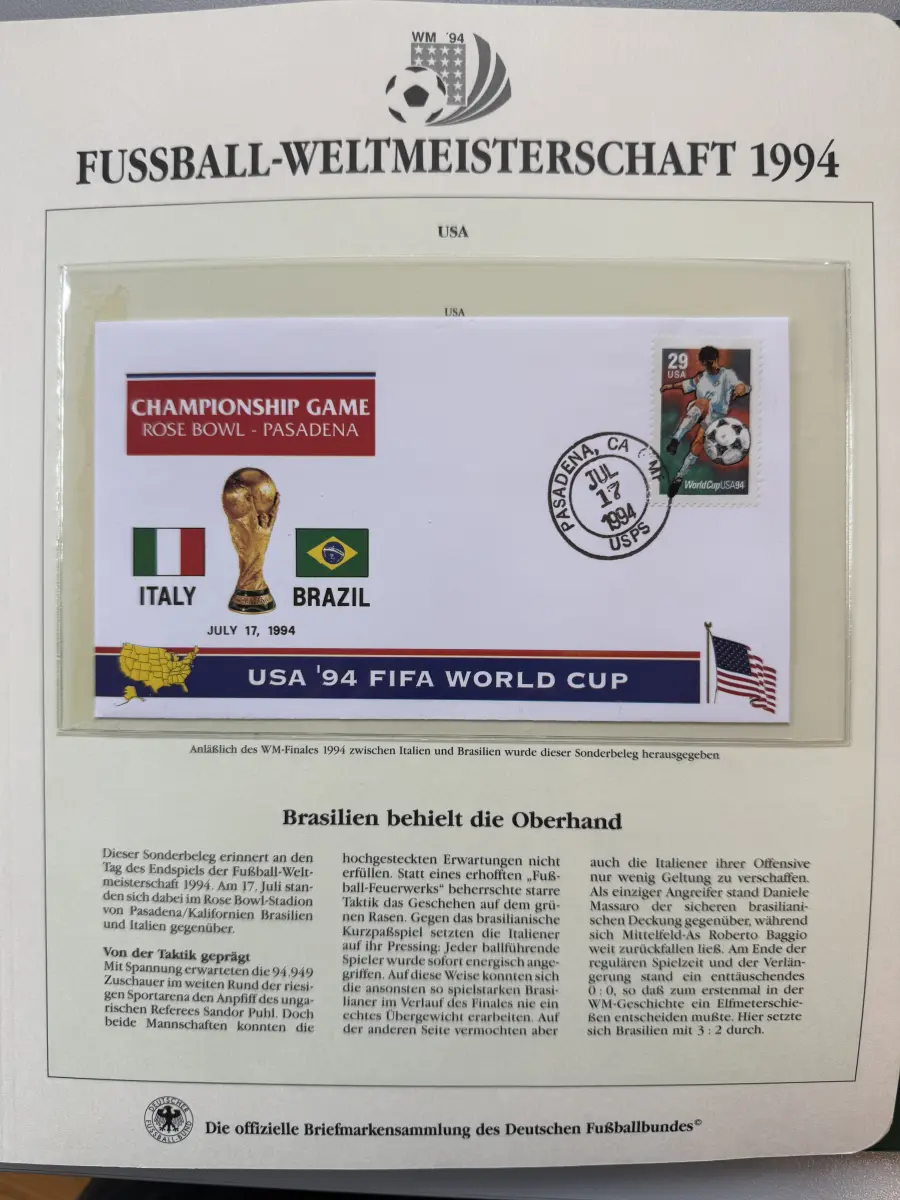 WM '94
FUSSBALL-WELTMEISTERSCHAFT 1994
USA
USA
CHAMPIONSHIP GAME
ROSE BOWL - PASADENA
ITALY
BRAZIL
JULY 17, 1994
USA '94 FIFA WORLD CUP
29
USA
WorldCupUSA94
PASADENA, CA
JUL
17
1994
USPS
Anläßlich des WM-Finales 1994 zwischen Italien und Brasilien wurde dieser Sonderbeleg herausgegeben
Brasilien behielt die Oberhand
Dieser Sonderbeleg erinnert an den
Tag des Endspiels der Fußball-Welt-
meisterschaft 1994. Am 17. Juli stan-
den sich dabei im Rose Bowl-Stadion
von Pasadena/Kalifornien Brasilien
und Italien gegenüber.
Von der Taktik geprägt
Mit Spannung erwarteten die 94.949
Zuschauer im weiten Rund der riesi-
gen Sportarena den Anpfiff des unga-
rischen Referees Sandor Puhl. Doch
beide Mannschaften konnten die
hochgesteckten Erwartungen nicht
erfüllen. Statt eines erhofften „Fuß-
ball-Feuerwerks“ beherrschte starre
Taktik das Geschehen auf dem grü-
nen Rasen. Gegen das brasilianische
Kurzpaßspiel setzten die Italiener
auf ihr Pressing: Jeder ballführende
Spieler wurde sofort energisch ange-
griffen. Auf diese Weise konnten sich
die ansonsten so spielstarken Brasi-
lianer im Verlauf des Finales nie ein
echtes Übergewicht erarbeiten. Auf
der anderen Seite vermochten aber
auch die Italiener ihrer Offensive
nur wenig Geltung zu verschaffen.
Als einziger Angreifer stand Daniele
Massaro der sicheren brasiliani-
schen Deckung gegenüber, während
sich Mittelfeld-As Roberto Baggio
weit zurückfallen ließ. Am Ende der
regulären Spielzeit und der Verlän-
gerung stand ein enttäuschendes
0 : 0, so daß zum erstenmal in der
WM-Geschichte ein Elfmeterschie-
ßen entscheiden mußte. Hier setzte
sich Brasilien mit 3 : 2 durch.
DEUTSCHER
FUSSBALL-BUND
Die offizielle Briefmarkensammlung des Deutschen Fußballbundes©